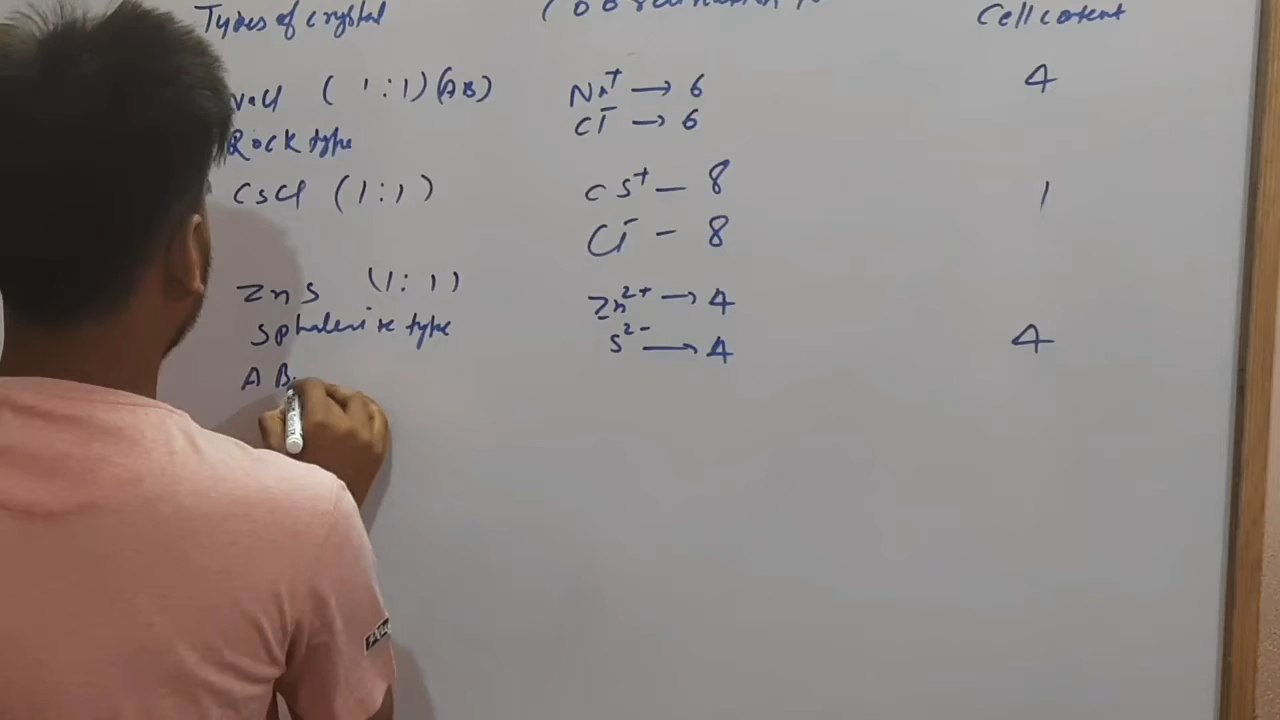 Types of crystal Cell cotent
NaCl (1:1) (AB) Na⁺ → 6 4
Cl⁻ → 6
Rock type
CsCl (1:1) Cs⁺ — 8 1
Cl⁻ — 8
ZnS (1:1) Zn²⁺ → 4
Sphalerite type S²⁻ → 4 4
AB